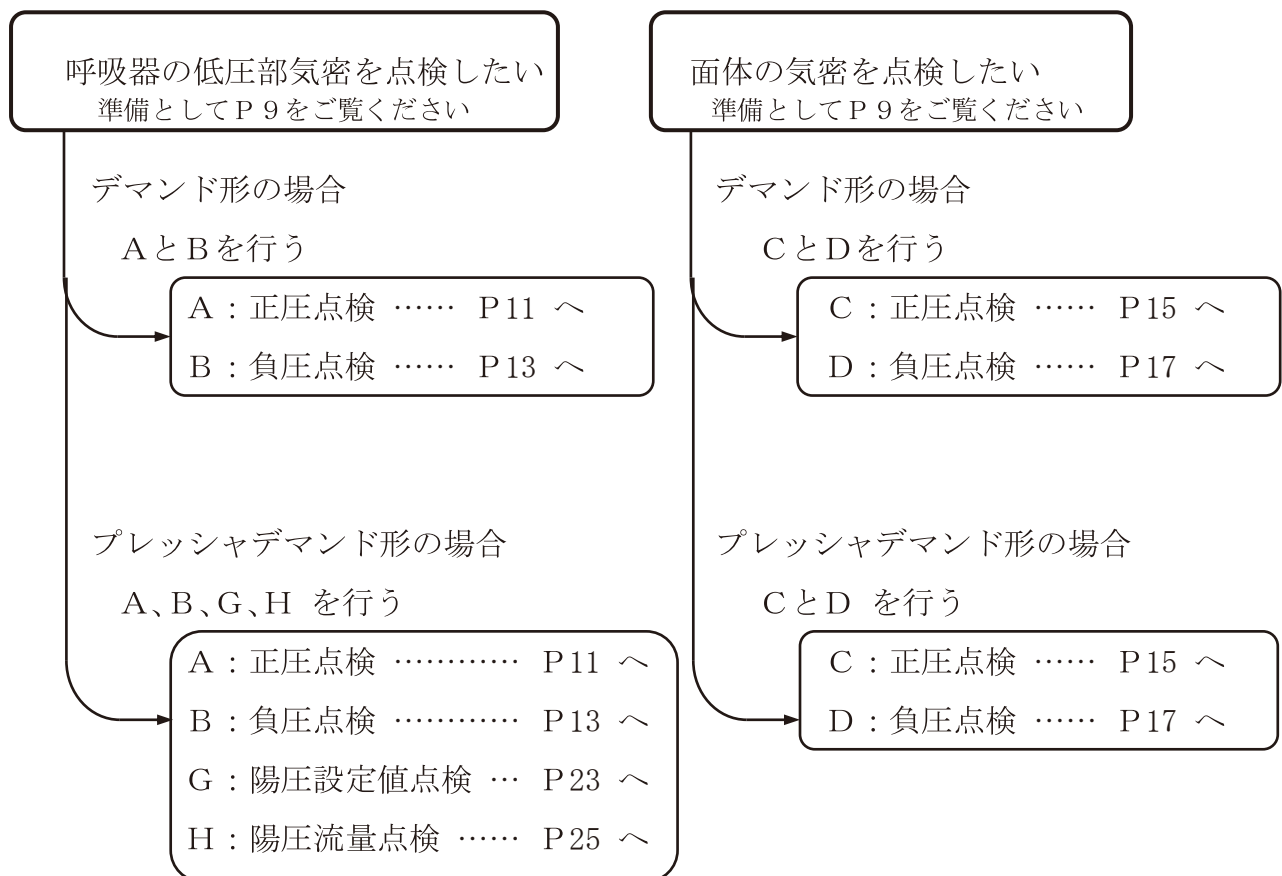 呼吸器の低圧部気密を点検したい
準備としてP9をご覧ください
デマンド形の場合
AとBを行う
A：正圧点検 …… P11 へ
B：負圧点検 …… P13 へ
プレッシャデマンド形の場合
A、B、G、H を行う
A：正圧点検 ………… P11 へ
B：負圧点検 ………… P13 へ
G：陽圧設定値点検 … P23 へ
H：陽圧流量点検 …… P25 へ
面体の気密を点検したい
準備としてP9をご覧ください
デマンド形の場合
CとDを行う
C：正圧点検 …… P15 へ
D：負圧点検 …… P17 へ
プレッシャデマンド形の場合
CとD を行う
C：正圧点検 …… P15 へ
D：負圧点検 …… P17 へ